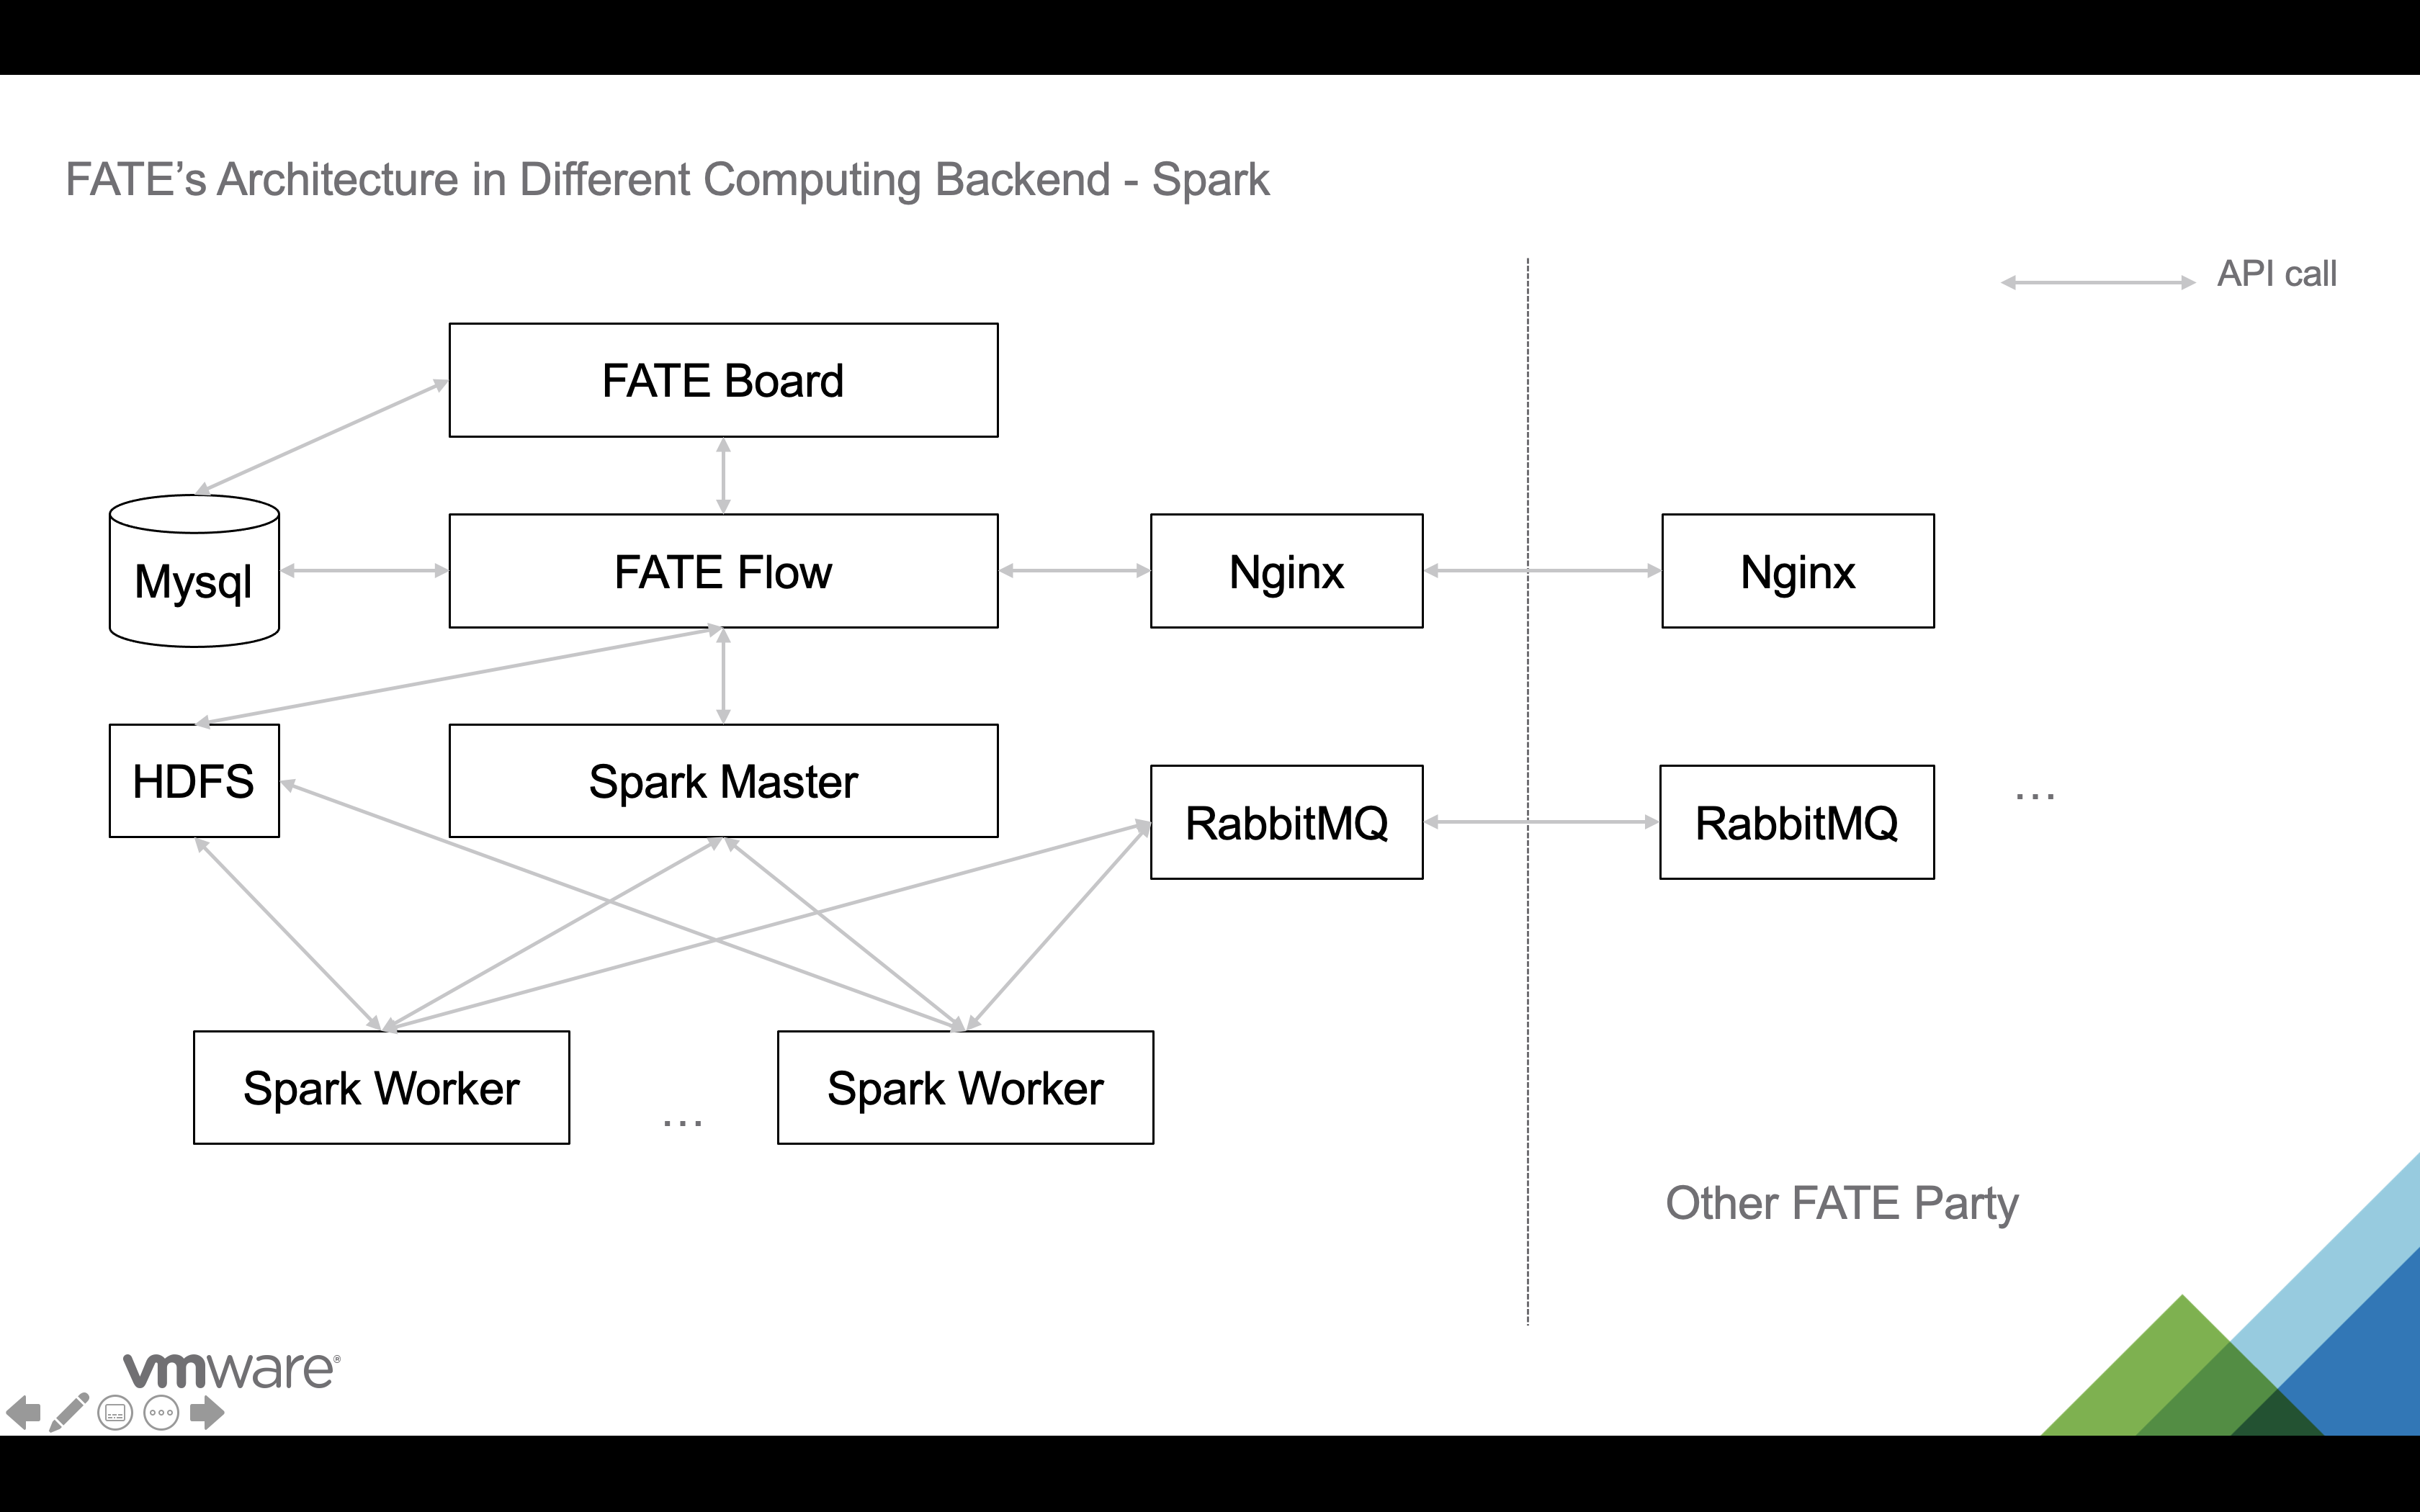 FATE's Architecture in Different Computing Backend - Spark
API call
FATE Board
Mysql
FATE Flow
Nginx
Nginx
HDFS
Spark Master
RabbitMQ
RabbitMQ
...
Spark Worker
...
Spark Worker
Other FATE Party
vmware®